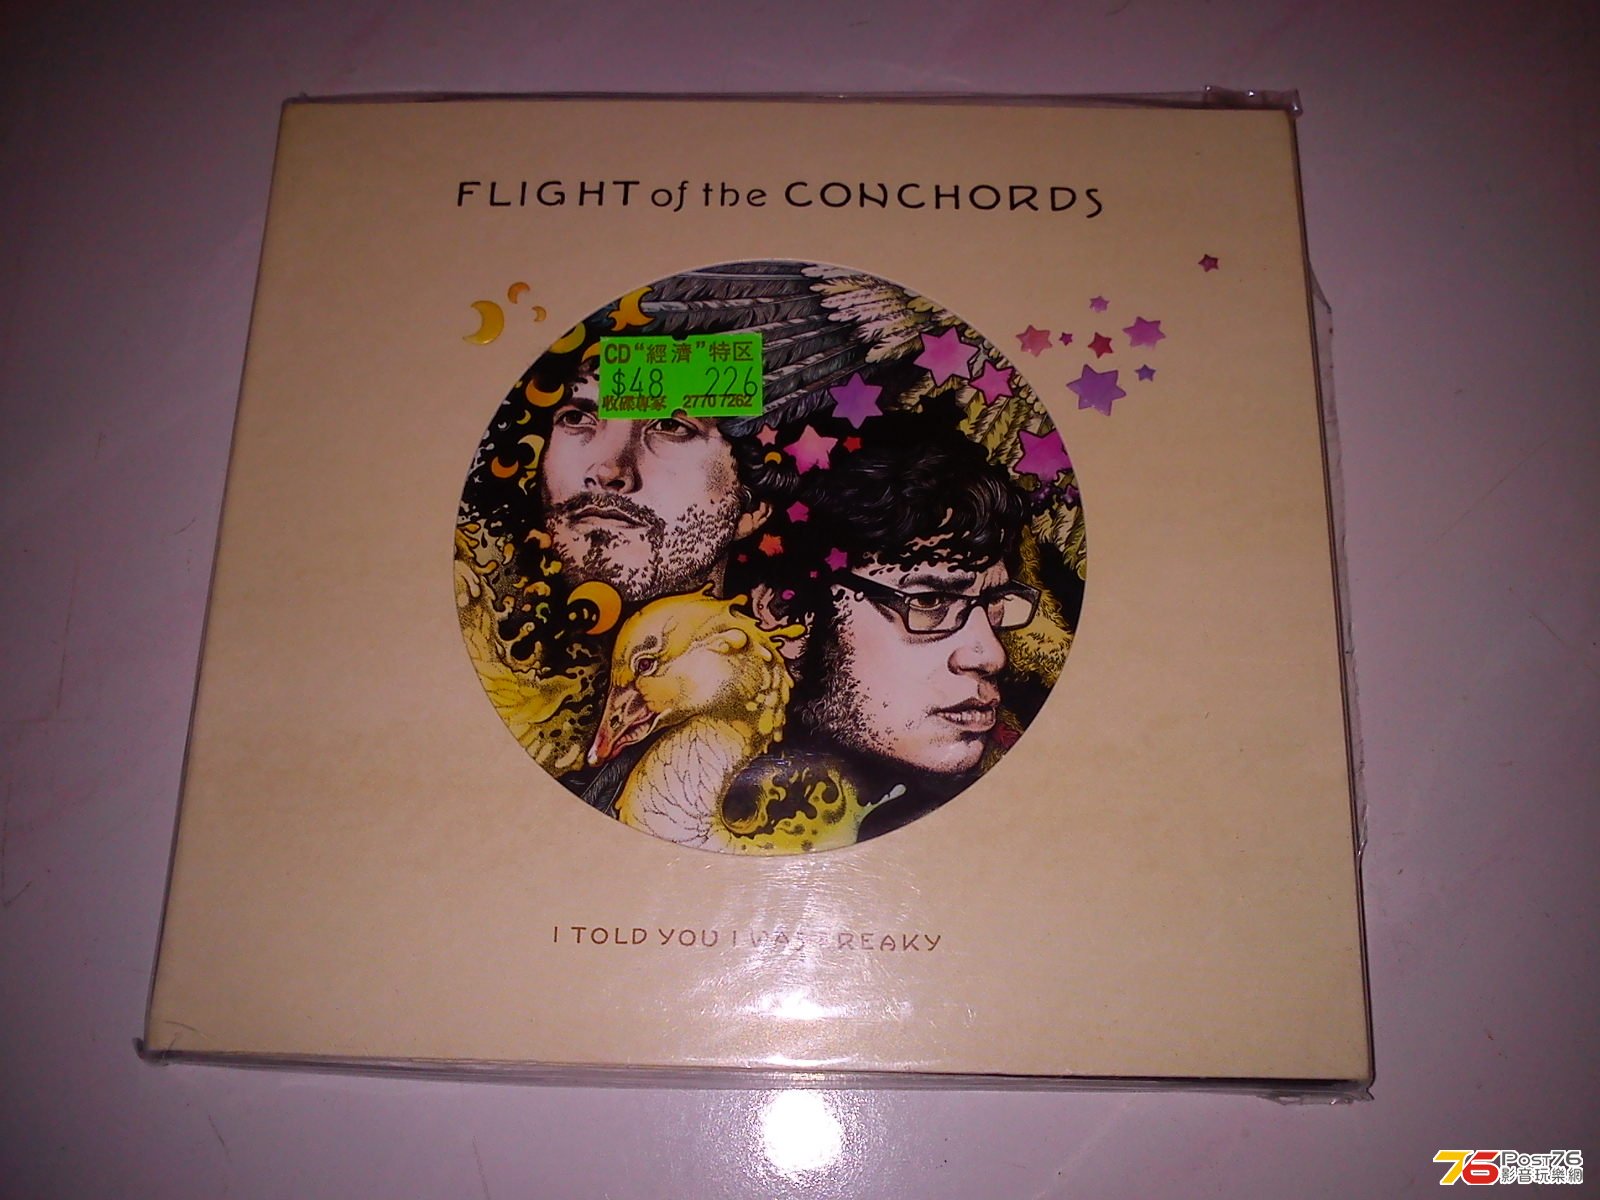 FLIGHT of the CONCHORDS
CD“經濟”特区
$48 226
收碟專家 2770 7262
I TOLD YOU I WAS FREAKY
76 POST76
影音玩樂網